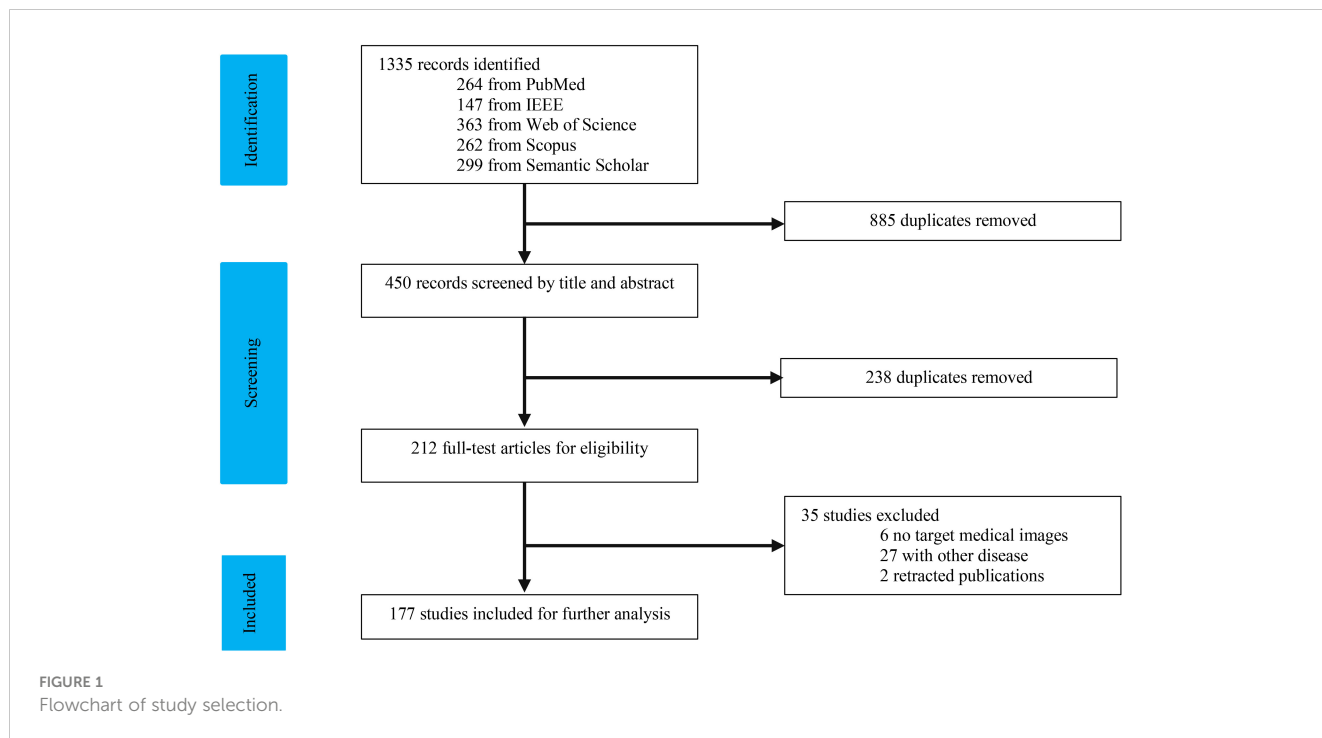 Identification
1335 records identified
264 from PubMed
147 from IEEE
363 from Web of Science
262 from Scopus
299 from Semantic Scholar
885 duplicates removed
Screening
450 records screened by title and abstract
238 duplicates removed
212 full-test articles for eligibility
35 studies excluded
6 no target medical images
27 with other disease
2 retracted publications
Included
177 studies included for further analysis
FIGURE 1
Flowchart of study selection.